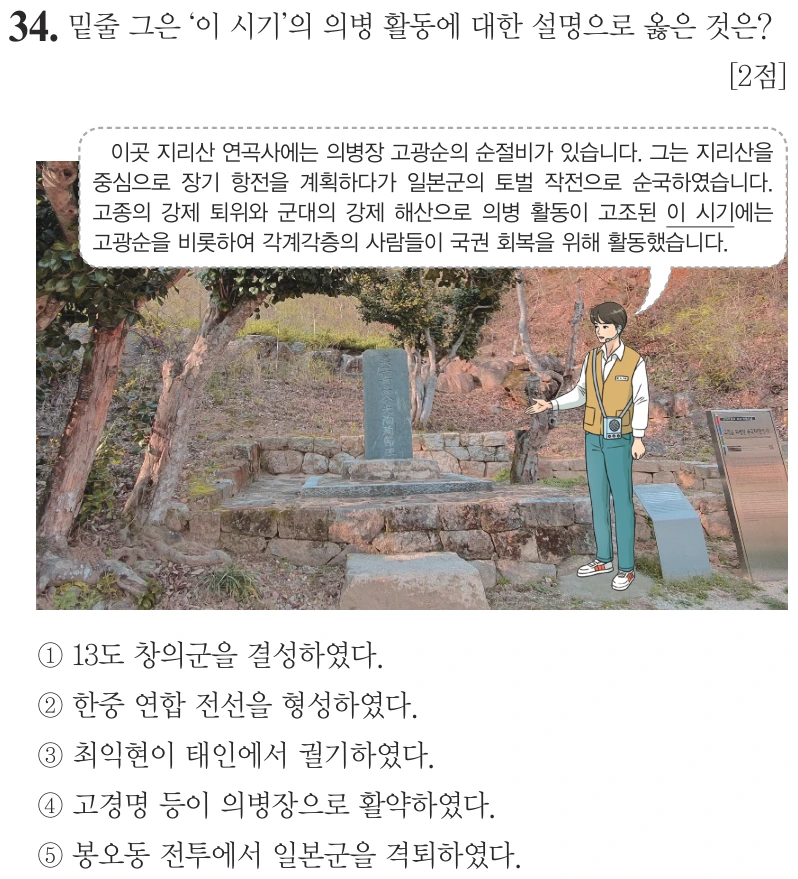 34. 밑줄 그은 ‘이 시기’의 의병 활동에 대한 설명으로 옳은 것은?
[2점]
이곳 지리산 연곡사에는 의병장 고광순의 순절비가 있습니다. 그는 지리산을
중심으로 장기 항전을 계획하다가 일본군의 토벌 작전으로 순국하였습니다.
고종의 강제 퇴위와 군대의 강제 해산으로 의병 활동이 고조된 이 시기에는
고광순을 비롯하여 각계각층의 사람들이 국권 회복을 위해 활동했습니다.
① 13도 창의군을 결성하였다.
② 한중 연합 전선을 형성하였다.
③ 최익현이 태인에서 궐기하였다.
④ 고경명 등이 의병장으로 활약하였다.
⑤ 봉오동 전투에서 일본군을 격퇴하였다.